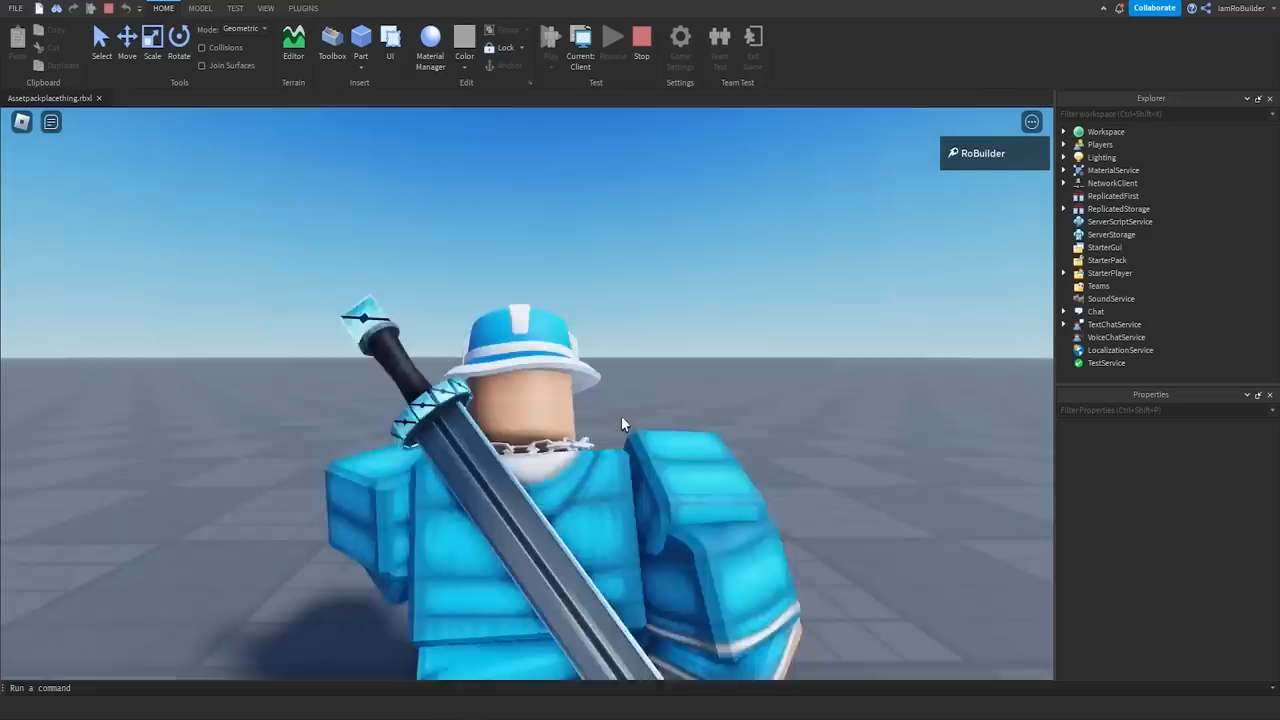 FILE HOME MODEL TEST VIEW PLUGINS Collaborate IamRoBuilder
Copy
Cut
Paste Duplicate
Clipboard
Select Move Scale Rotate
Mode: Geometric
Collisions
Join Surfaces
Tools
Editor
Terrain
Toolbox Part UI
Insert
Material Manager Color
Group
Lock
Anchor
Edit
Play Current: Client Resume Stop
Test
Game Settings
Settings
Team Test Exit Game
Team Test
Assetpackplacething.rbxl
RoBuilder
Explorer
Filter workspace (Ctrl+Shift+X)
Workspace
Players
Lighting
MaterialService
NetworkClient
ReplicatedFirst
ReplicatedStorage
ServerScriptService
ServerStorage
StarterGui
StarterPack
StarterPlayer
Teams
SoundService
Chat
TextChatService
VoiceChatService
LocalizationService
TestService
Properties
Filter Properties (Ctrl+Shift+P)
Run a command